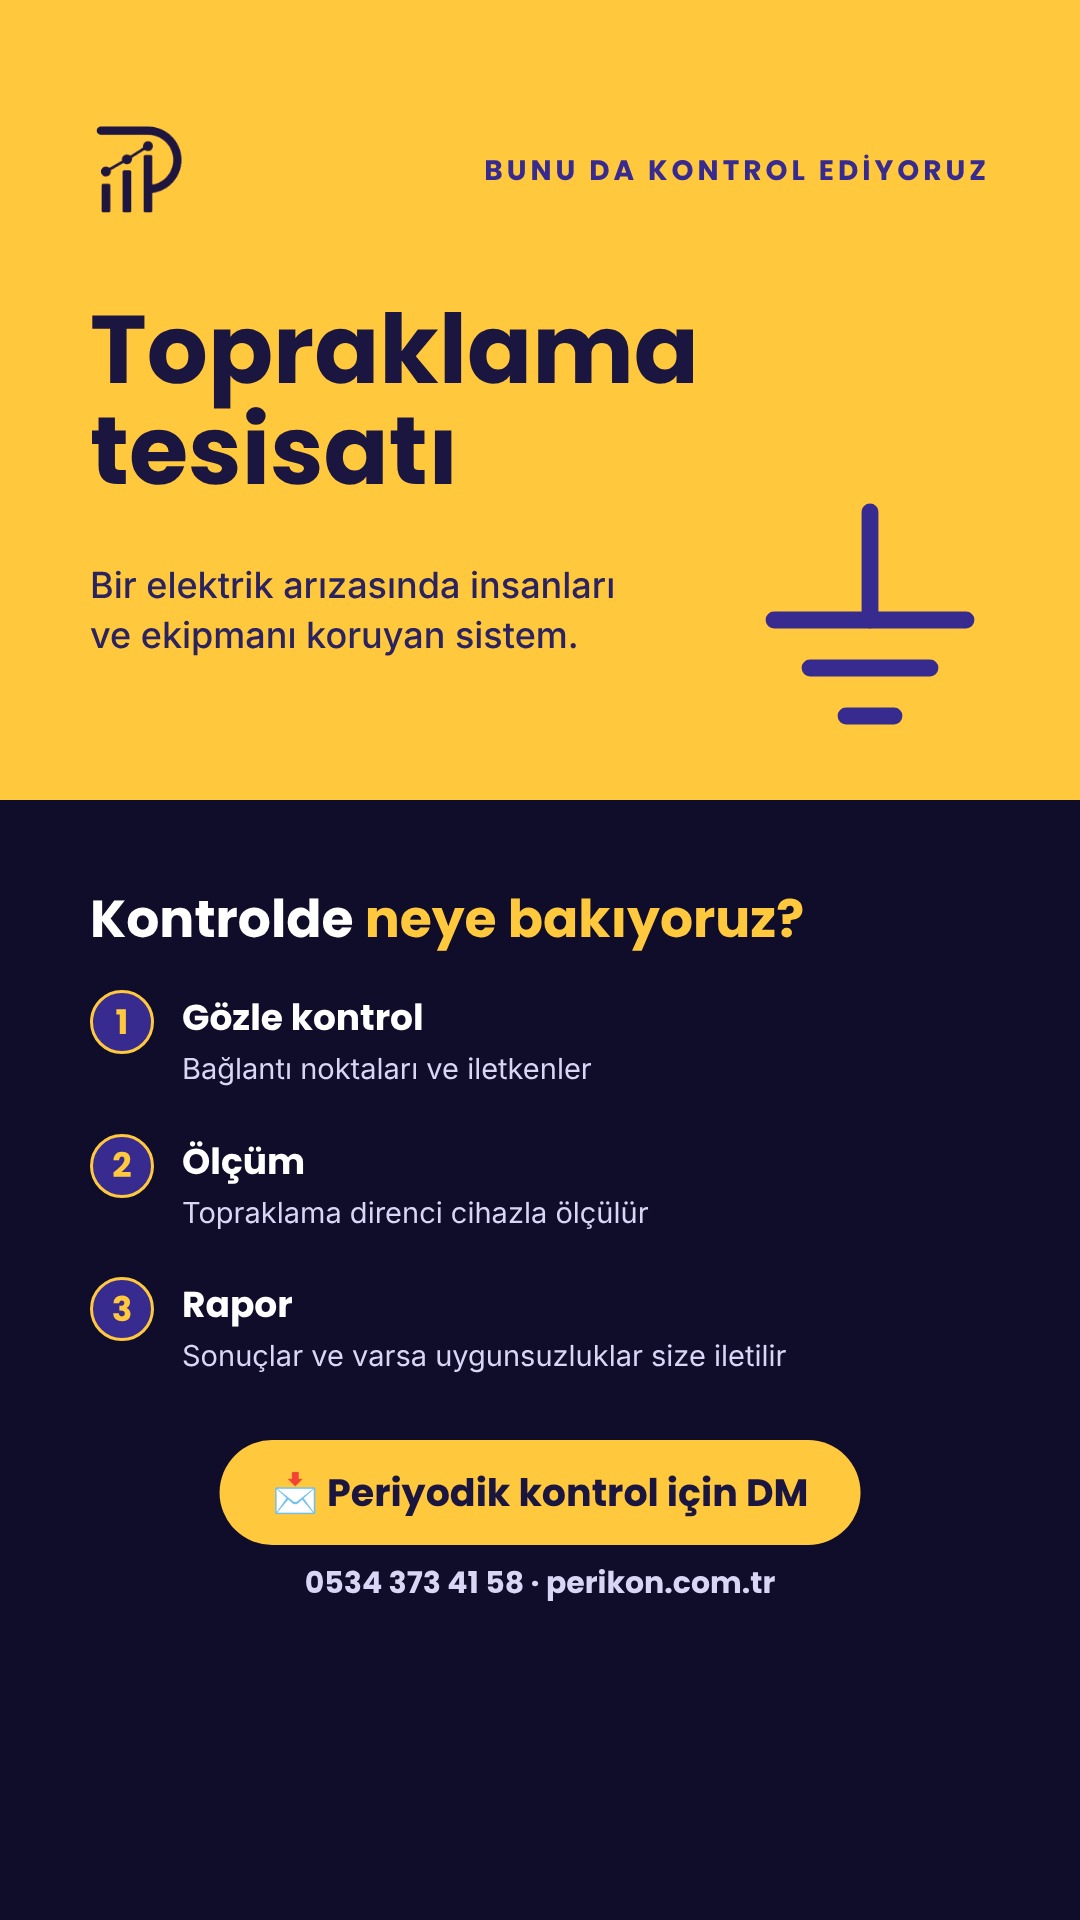 BUNU DA KONTROL EDİYORUZ
Topraklama
tesisatı
Bir elektrik arızasında insanları
ve ekipmanı koruyan sistem.
Kontrolde neye bakıyoruz?
1 Gözle kontrol
Bağlantı noktaları ve iletkenler
2 Ölçüm
Topraklama direnci cihazla ölçülür
3 Rapor
Sonuçlar ve varsa uygunsuzluklar size iletilir
📩 Periyodik kontrol için DM
0534 373 41 58 · perikon.com.tr